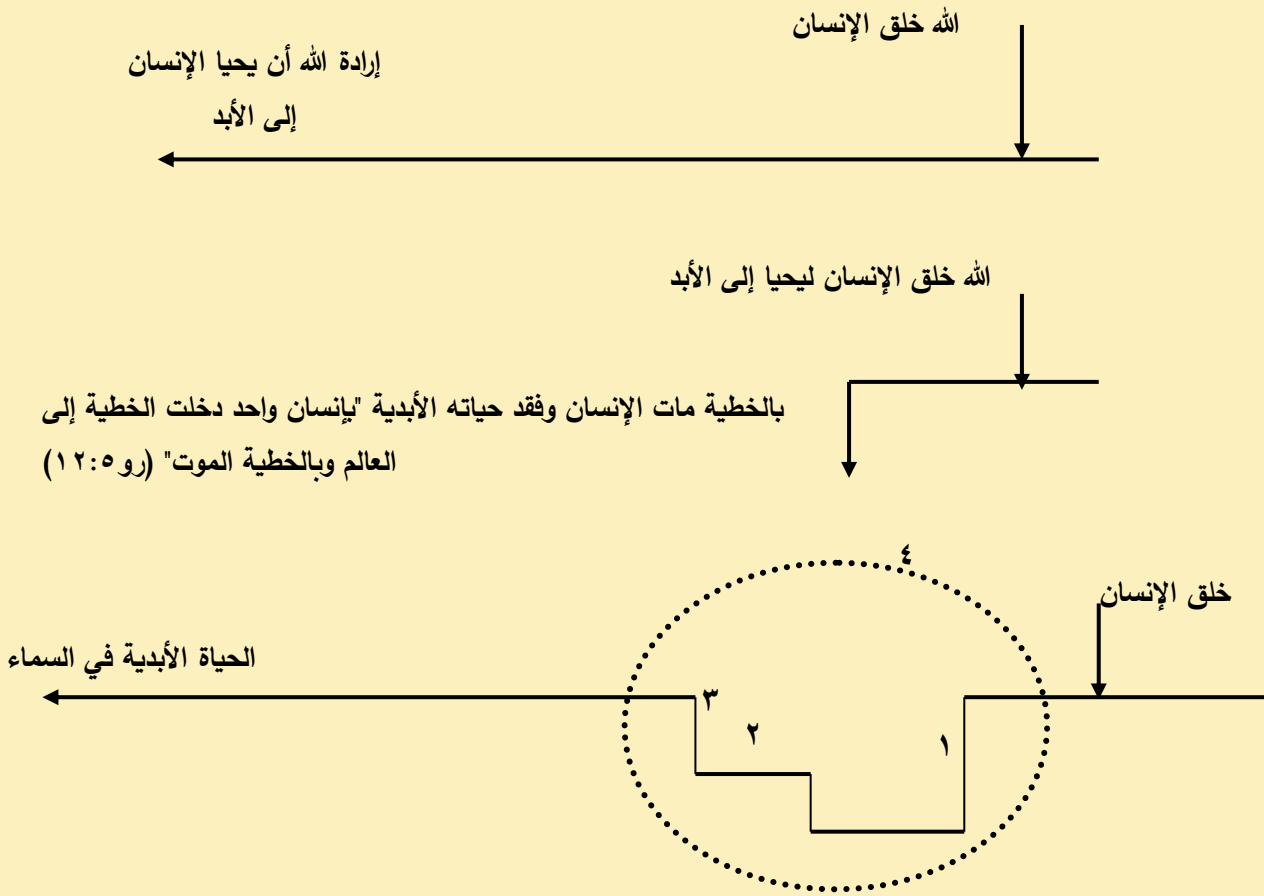 الله خلق الإنسان
إرادة الله أن يحيا الإنسان
إلى الأبد
الله خلق الإنسان ليحيا إلى الأبد
بالخطية مات الإنسان وفقد حياته الأبدية "بإنسان واحد دخلت الخطية إلى
العالم وبالخطية الموت" (رو٥:١٢)
٤
خلق الإنسان
الحياة الأبدية في السماء
٣
٢
١